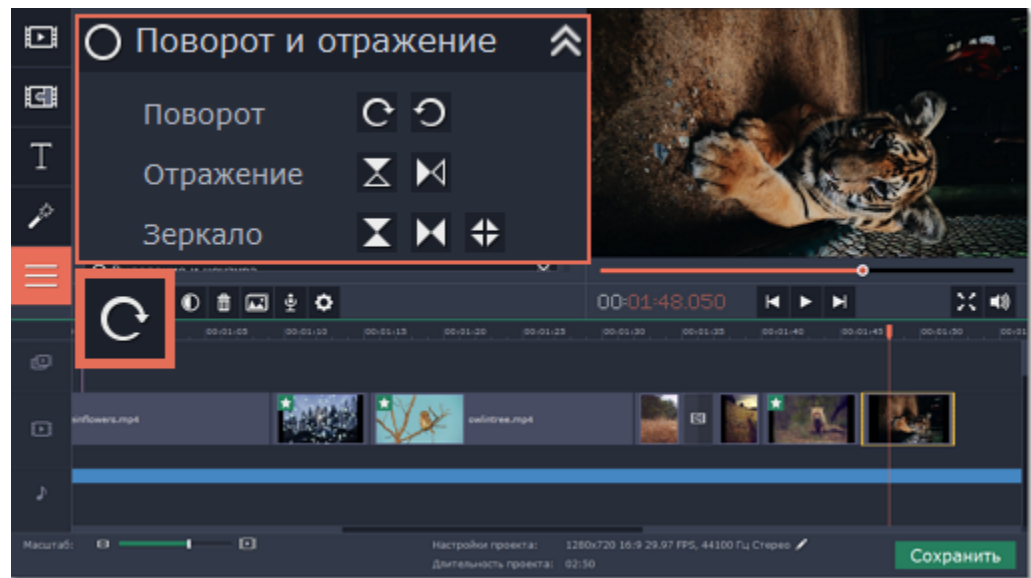 Поворот и отражение
Поворот
Отражение
Зеркало
T
00:01:48.050
00:01:05 00:01:10 00:01:15 00:01:20 00:01:25 00:01:30 00:01:35 00:01:40 00:01:45 00:01:50
inflowers.mp4
owlintree.mp4
Масштаб:
Настройки проекта: 1280x720 16:9 29.97 FPS, 44100 Гц Стерео
Длительность проекта: 02:50
Сохранить